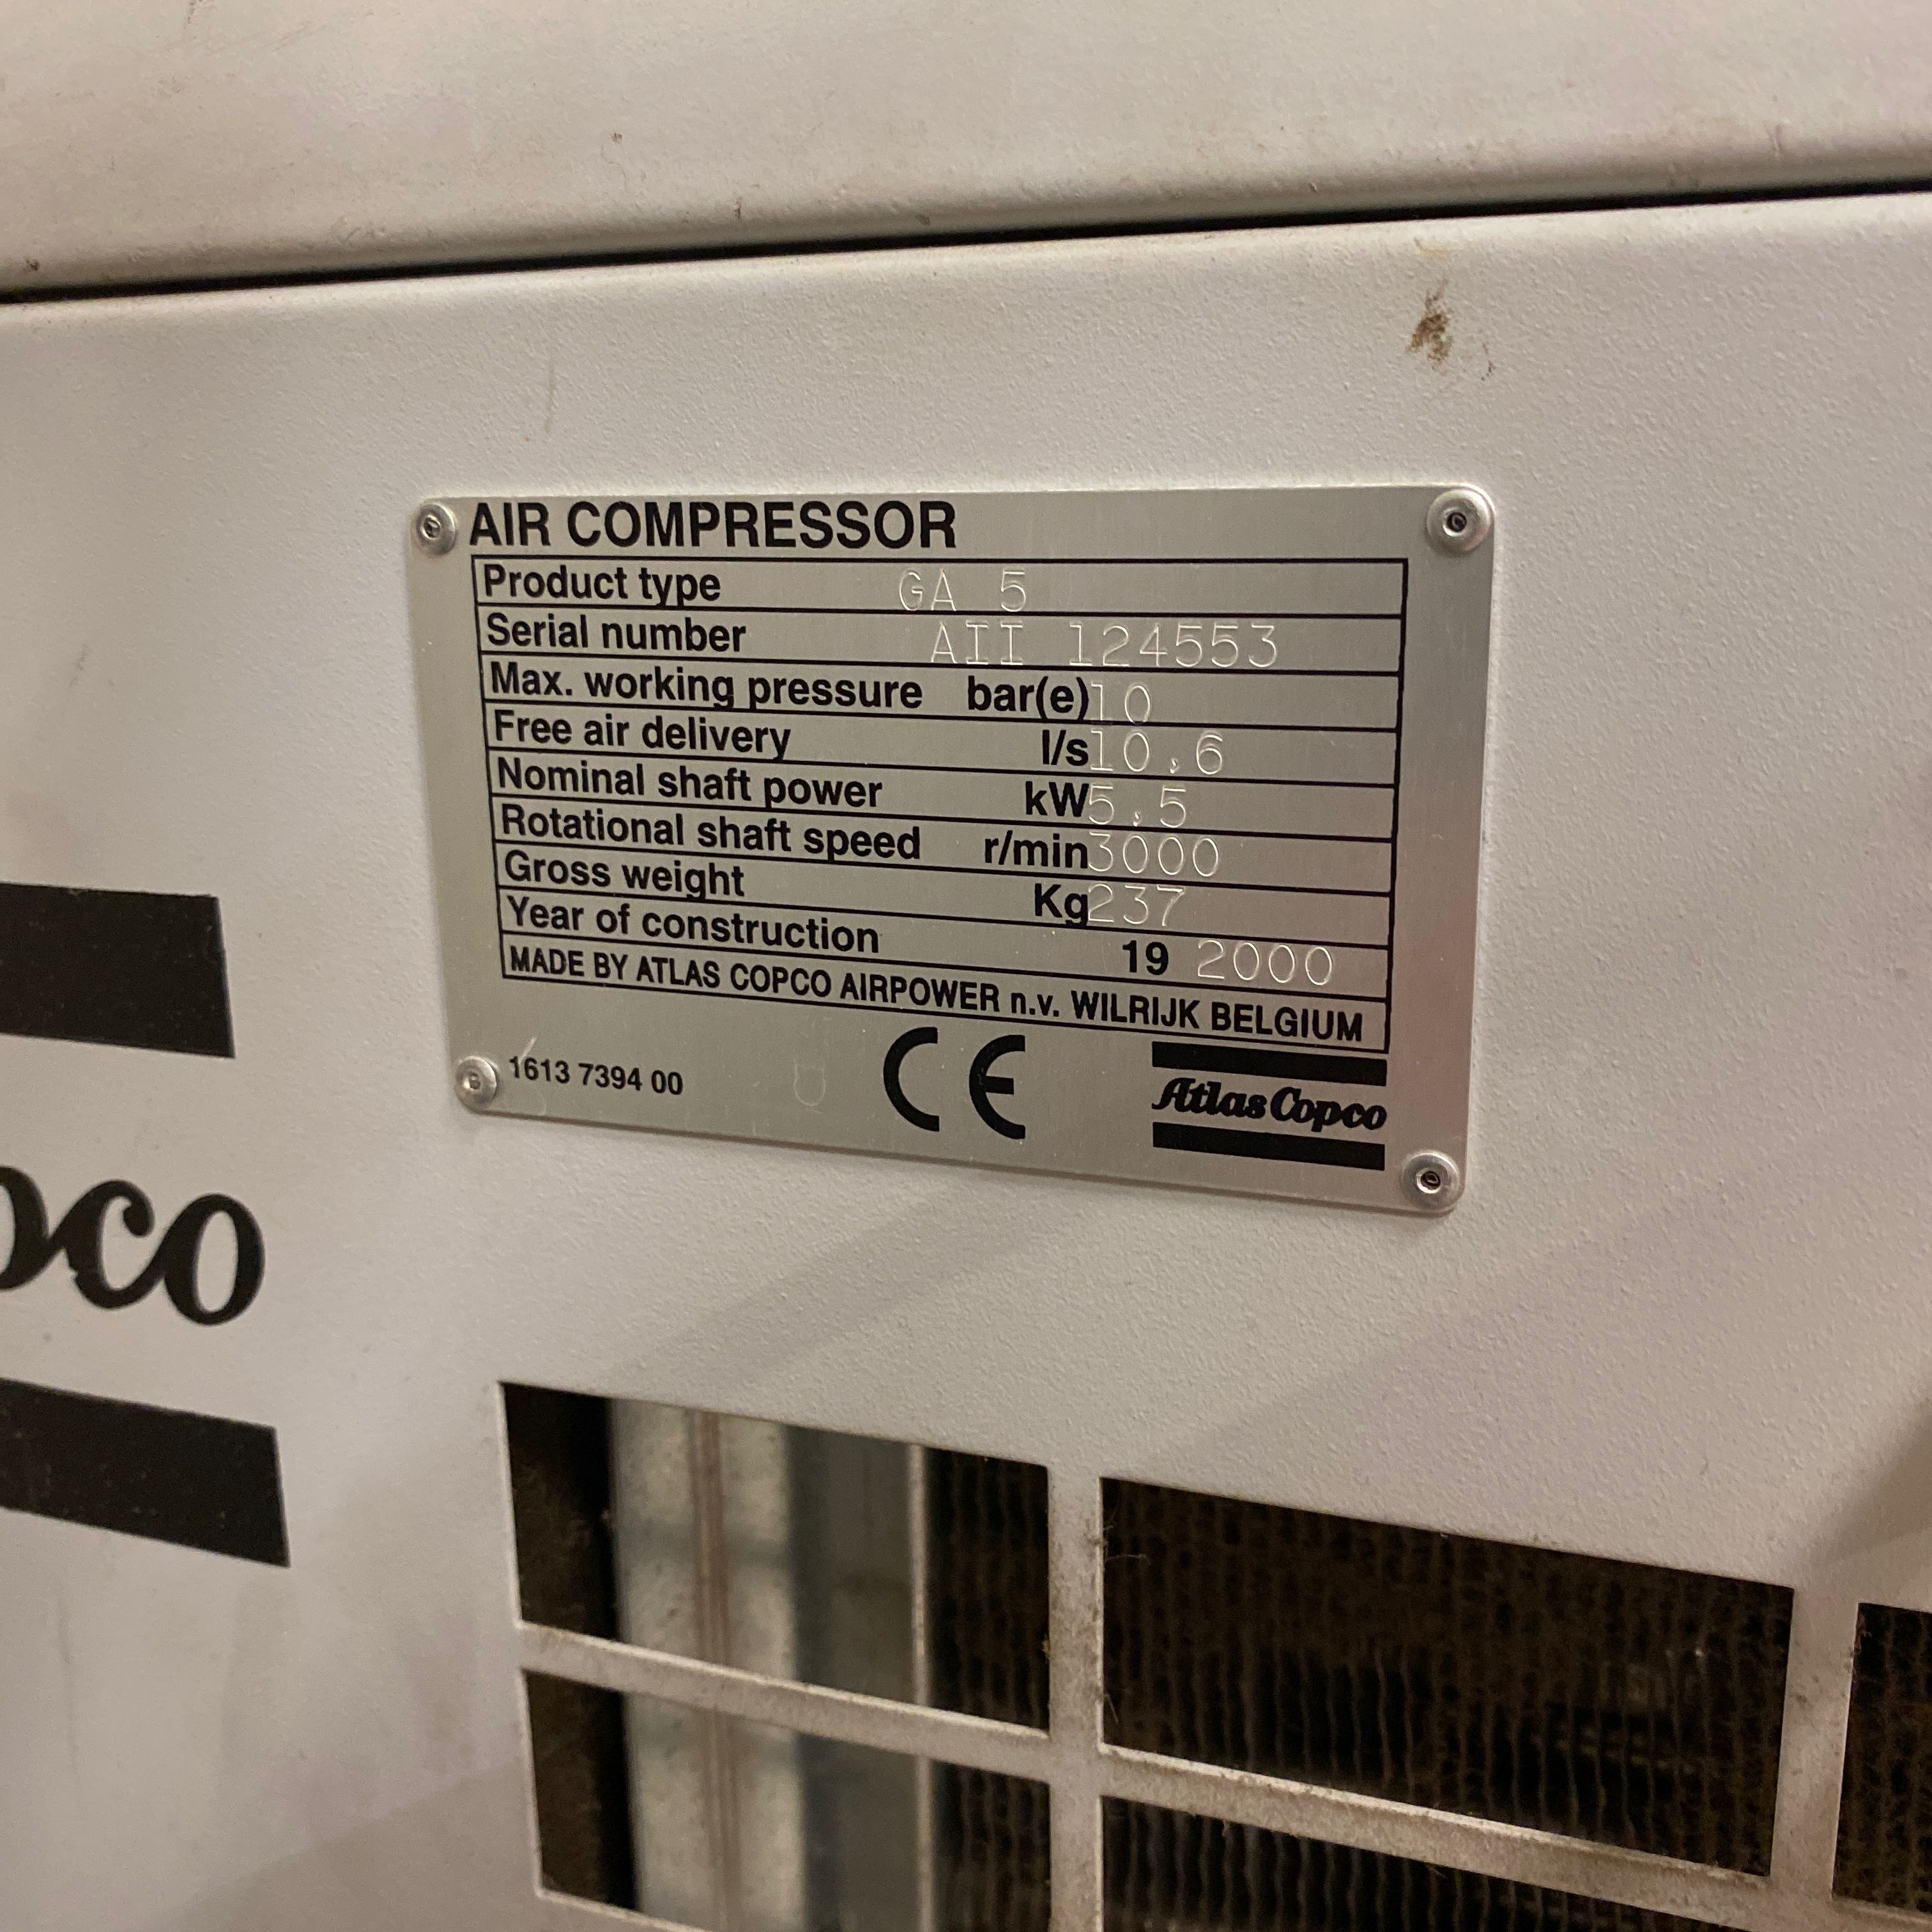 AIR COMPRESSOR
Product type GA 5
Serial number AII 124553
Max. working pressure bar(e) 10
Free air delivery l/s 10.6
Nominal shaft power kW 5.5
Rotational shaft speed r/min 3000
Gross weight Kg 237
Year of construction 19 2000
MADE BY ATLAS COPCO AIRPOWER n.v. WILRIJK BELGIUM
1613 7394 00
CE
Atlas Copco
pco